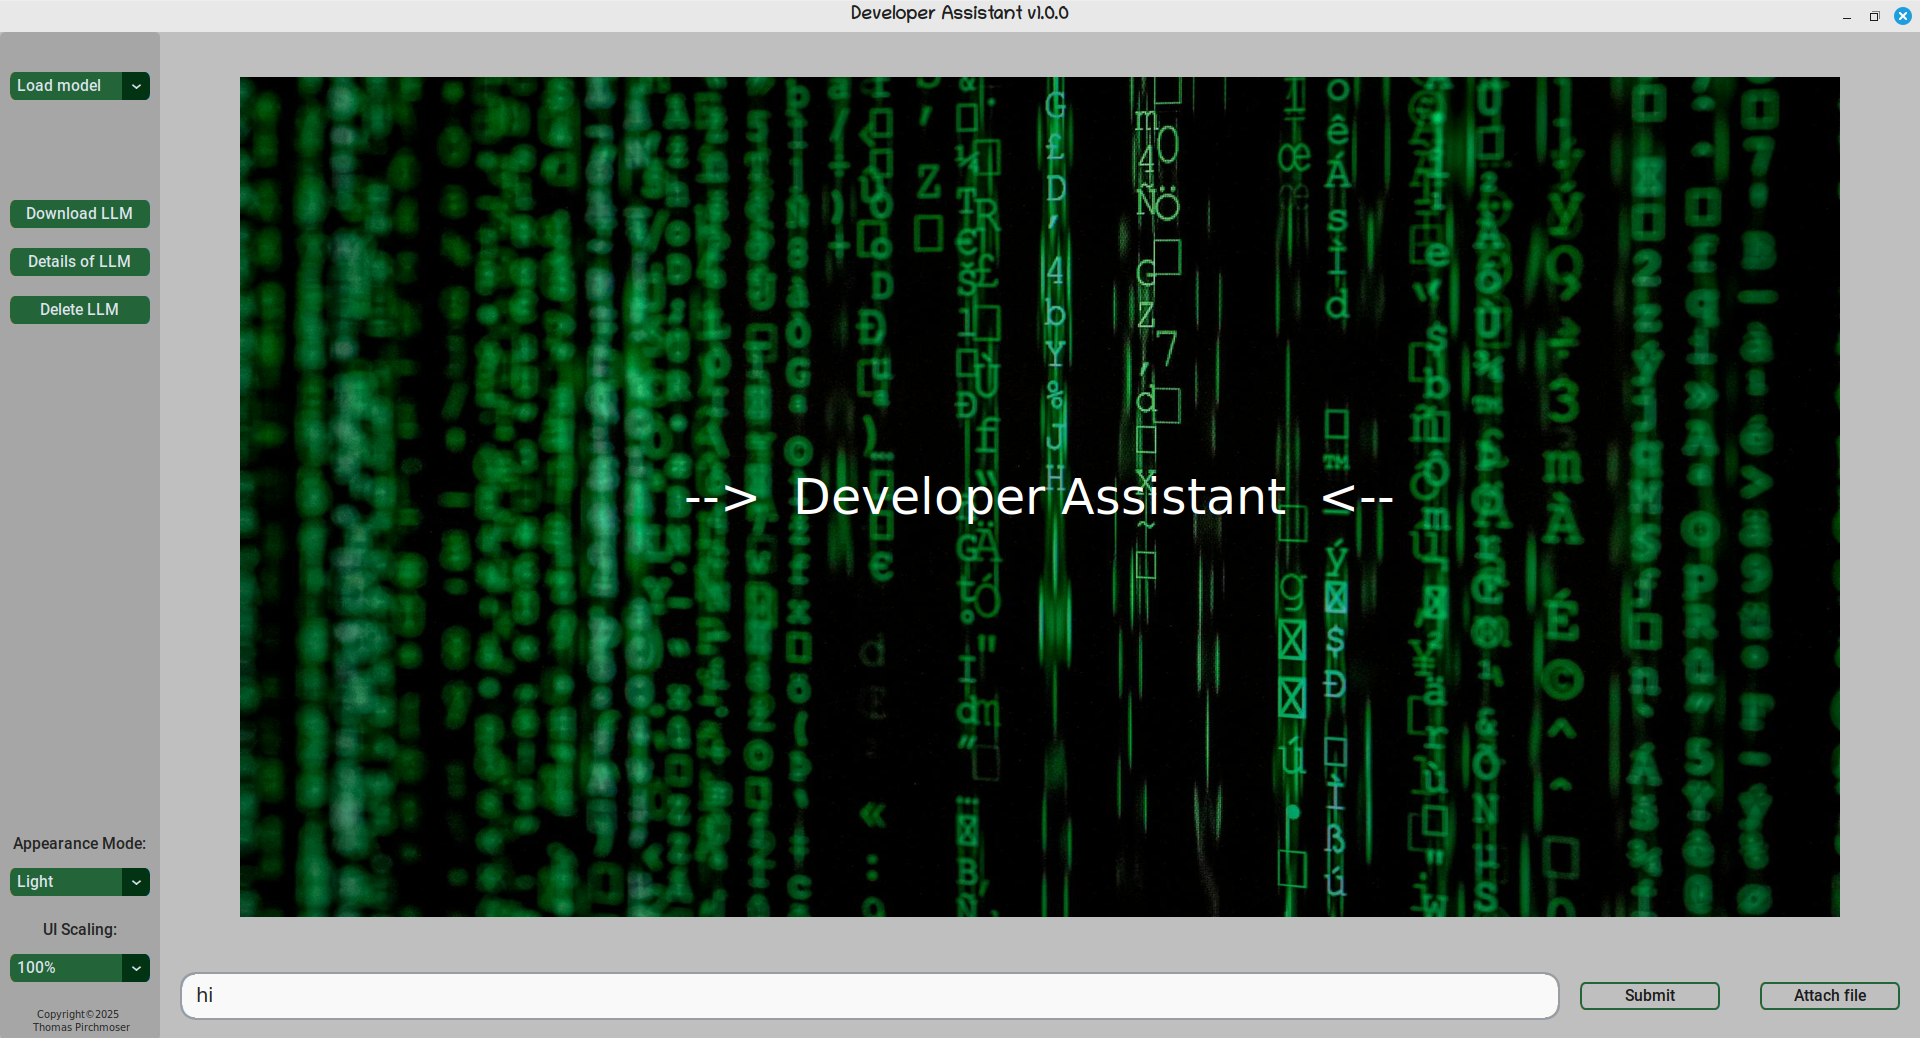 Developer Assistant v1.0.0
Load model
Download LLM
Details of LLM
Delete LLM
--> Developer Assistant <--
Appearance Mode:
Light
UI Scaling:
100%
Copyright©2025
Thomas Pirchmoser
hi
Submit
Attach file